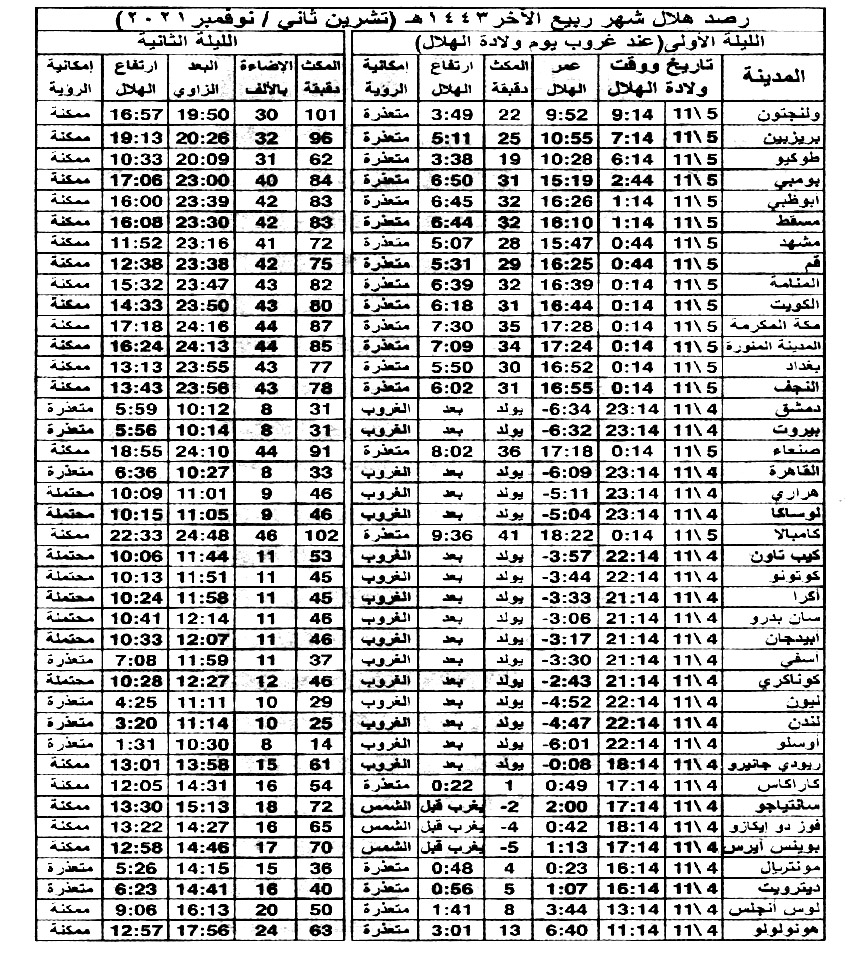 رصد هلال شهر ربيع الآخر ١٤٤٣هـ (تشرين ثاني / نوفمبر ٢٠٢١)
الليلة الأولى(عند غروب يوم ولادة الهلال) الليلة الثانية
المدينة تاريخ ووقت ولادة الهلال عمر الهلال المكث دقيقة ارتفاع الهلال إمكانية الرؤية المكث دقيقة الإضاءة بالألف البعد الزاوي ارتفاع الهلال إمكانية الرؤية
ولنجتون 5 \11 9:14 9:52 22 3:49 متعذرة 101 30 19:50 16:57 ممكنة
بريزبين 5 \11 7:14 10:55 25 5:11 متعذرة 96 32 20:26 19:13 ممكنة
طوكيو 5 \11 6:14 10:28 19 3:38 متعذرة 62 31 20:09 10:33 ممكنة
بومبي 5 \11 2:44 15:19 31 6:50 متعذرة 84 40 23:00 17:06 ممكنة
ابوظبي 5 \11 1:14 16:26 32 6:45 متعذرة 83 42 23:39 16:00 ممكنة
مسقط 5 \11 1:14 16:10 32 6:44 متعذرة 83 42 23:30 16:08 ممكنة
مشهد 5 \11 0:44 15:47 28 5:07 متعذرة 72 41 23:16 11:52 ممكنة
قم 5 \11 0:44 16:25 29 5:31 متعذرة 75 42 23:38 12:38 ممكنة
المنامة 5 \11 0:14 16:39 32 6:39 متعذرة 82 43 23:47 15:32 ممكنة
الكويت 5 \11 0:14 16:44 31 6:18 متعذرة 80 43 23:50 14:33 ممكنة
مكة المكرمة 5 \11 0:14 17:28 35 7:30 متعذرة 87 44 24:16 17:18 ممكنة
المدينة المنورة 5 \11 0:14 17:24 34 7:09 متعذرة 85 44 24:13 16:24 ممكنة
بغداد 5 \11 0:14 16:52 30 5:50 متعذرة 77 43 23:55 13:13 ممكنة
النجف 5 \11 0:14 16:55 31 6:02 متعذرة 78 43 23:56 13:43 ممكنة
دمشق 4 \11 23:14 -6:34 يولد بعد الغروب 31 8 10:12 5:59 متعذرة
بيروت 4 \11 23:14 -6:32 يولد بعد الغروب 31 8 10:14 5:56 متعذرة
صنعاء 5 \11 0:14 17:18 36 8:02 متعذرة 91 44 24:10 18:55 ممكنة
القاهرة 4 \11 23:14 -6:09 يولد بعد الغروب 33 8 10:27 6:36 متعذرة
هراري 4 \11 23:14 -5:11 يولد بعد الغروب 46 9 11:01 10:09 محتملة
لوساكا 4 \11 23:14 -5:04 يولد بعد الغروب 46 9 11:05 10:15 محتملة
كامبالا 5 \11 0:14 18:22 41 9:36 متعذرة 102 46 24:48 22:33 ممكنة
كيب تاون 4 \11 22:14 -3:57 يولد بعد الغروب 53 11 11:44 10:06 محتملة
كوتونو 4 \11 22:14 -3:44 يولد بعد الغروب 45 11 11:51 10:13 محتملة
أكرا 4 \11 21:14 -3:33 يولد بعد الغروب 45 11 11:58 10:24 محتملة
سان بدرو 4 \11 21:14 -3:06 يولد بعد الغروب 46 11 12:14 10:41 محتملة
ابيدجان 4 \11 21:14 -3:17 يولد بعد الغروب 46 11 12:07 10:33 محتملة
اسفي 4 \11 21:14 -3:30 يولد بعد الغروب 37 11 11:59 7:08 متعذرة
كوناكري 4 \11 21:14 -2:43 يولد بعد الغروب 46 12 12:27 10:28 محتملة
ليون 4 \11 22:14 -4:52 يولد بعد الغروب 29 10 11:11 4:25 متعذرة
لندن 4 \11 22:14 -4:47 يولد بعد الغروب 25 10 11:14 3:20 متعذرة
أوسلو 4 \11 22:14 -6:01 يولد بعد الغروب 14 8 10:30 1:31 متعذرة
ريودي جانيرو 4 \11 18:14 -0:08 يولد بعد الغروب 61 15 13:58 13:01 ممكنة
كاراكاس 4 \11 17:14 0:49 1 0:22 متعذرة 54 16 14:31 12:05 ممكنة
سانتياجو 4 \11 17:14 2:00 -2 يغرب قبل الشمس 72 18 15:13 13:30 ممكنة
فوز دو إيكازو 4 \11 18:14 0:42 -4 يغرب قبل الشمس 65 16 14:27 13:22 ممكنة
بوينس آيرس 4 \11 17:14 1:13 -5 يغرب قبل الشمس 70 17 14:46 12:58 ممكنة
مونتريال 4 \11 16:14 0:23 4 0:48 متعذرة 36 15 14:15 5:26 متعذرة
ديترويت 4 \11 16:14 1:07 5 0:56 متعذرة 40 16 14:41 6:23 متعذرة
لوس أنجلس 4 \11 13:14 3:44 8 1:41 متعذرة 50 20 16:13 9:06 ممكنة
هونولولو 4 \11 11:14 6:40 13 3:01 متعذرة 63 24 17:56 12:57 ممكنة